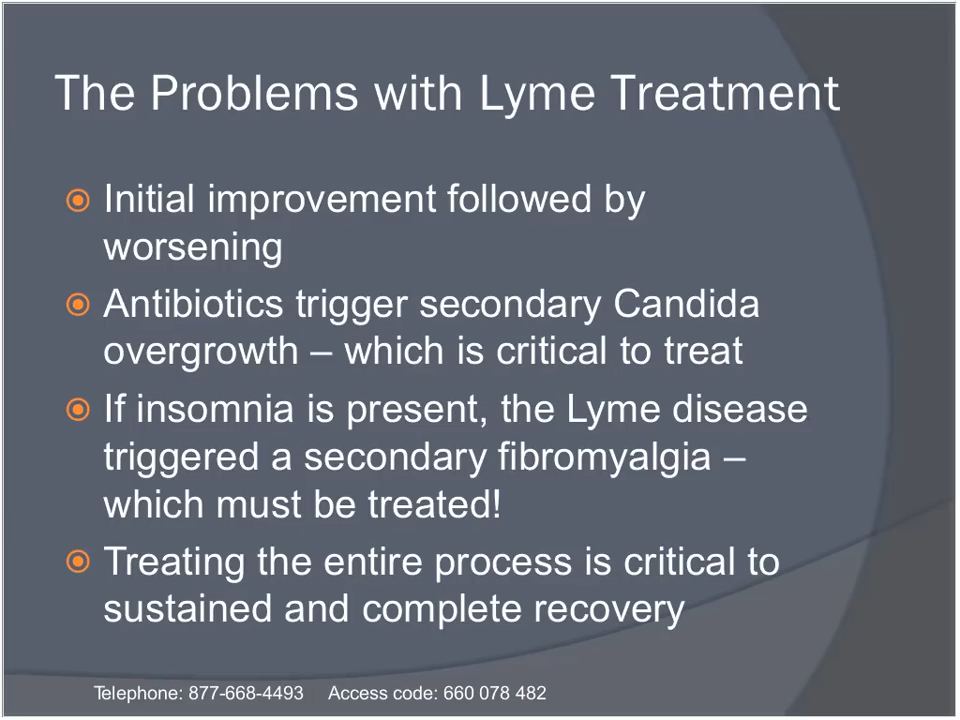 The Problems with Lyme Treatment
Initial improvement followed by
worsening
Antibiotics trigger secondary Candida
overgrowth – which is critical to treat
If insomnia is present, the Lyme disease
triggered a secondary fibromyalgia –
which must be treated!
Treating the entire process is critical to
sustained and complete recovery
Telephone: 877-668-4493 Access code: 660 078 482